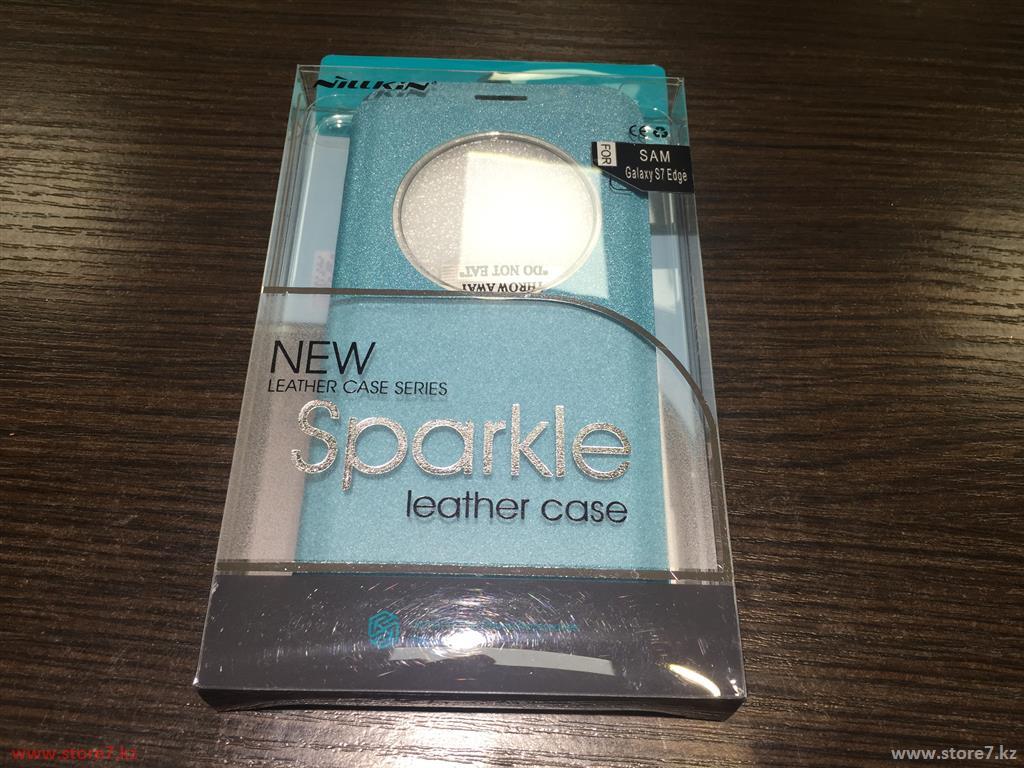 NiLLKiN
CE
FOR
SAM
Galaxy S7 Edge
"DO NOT EAT"
NEW
LEATHER CASE SERIES
Sparkle
leather case
www.store7.kz
www.store7.kz